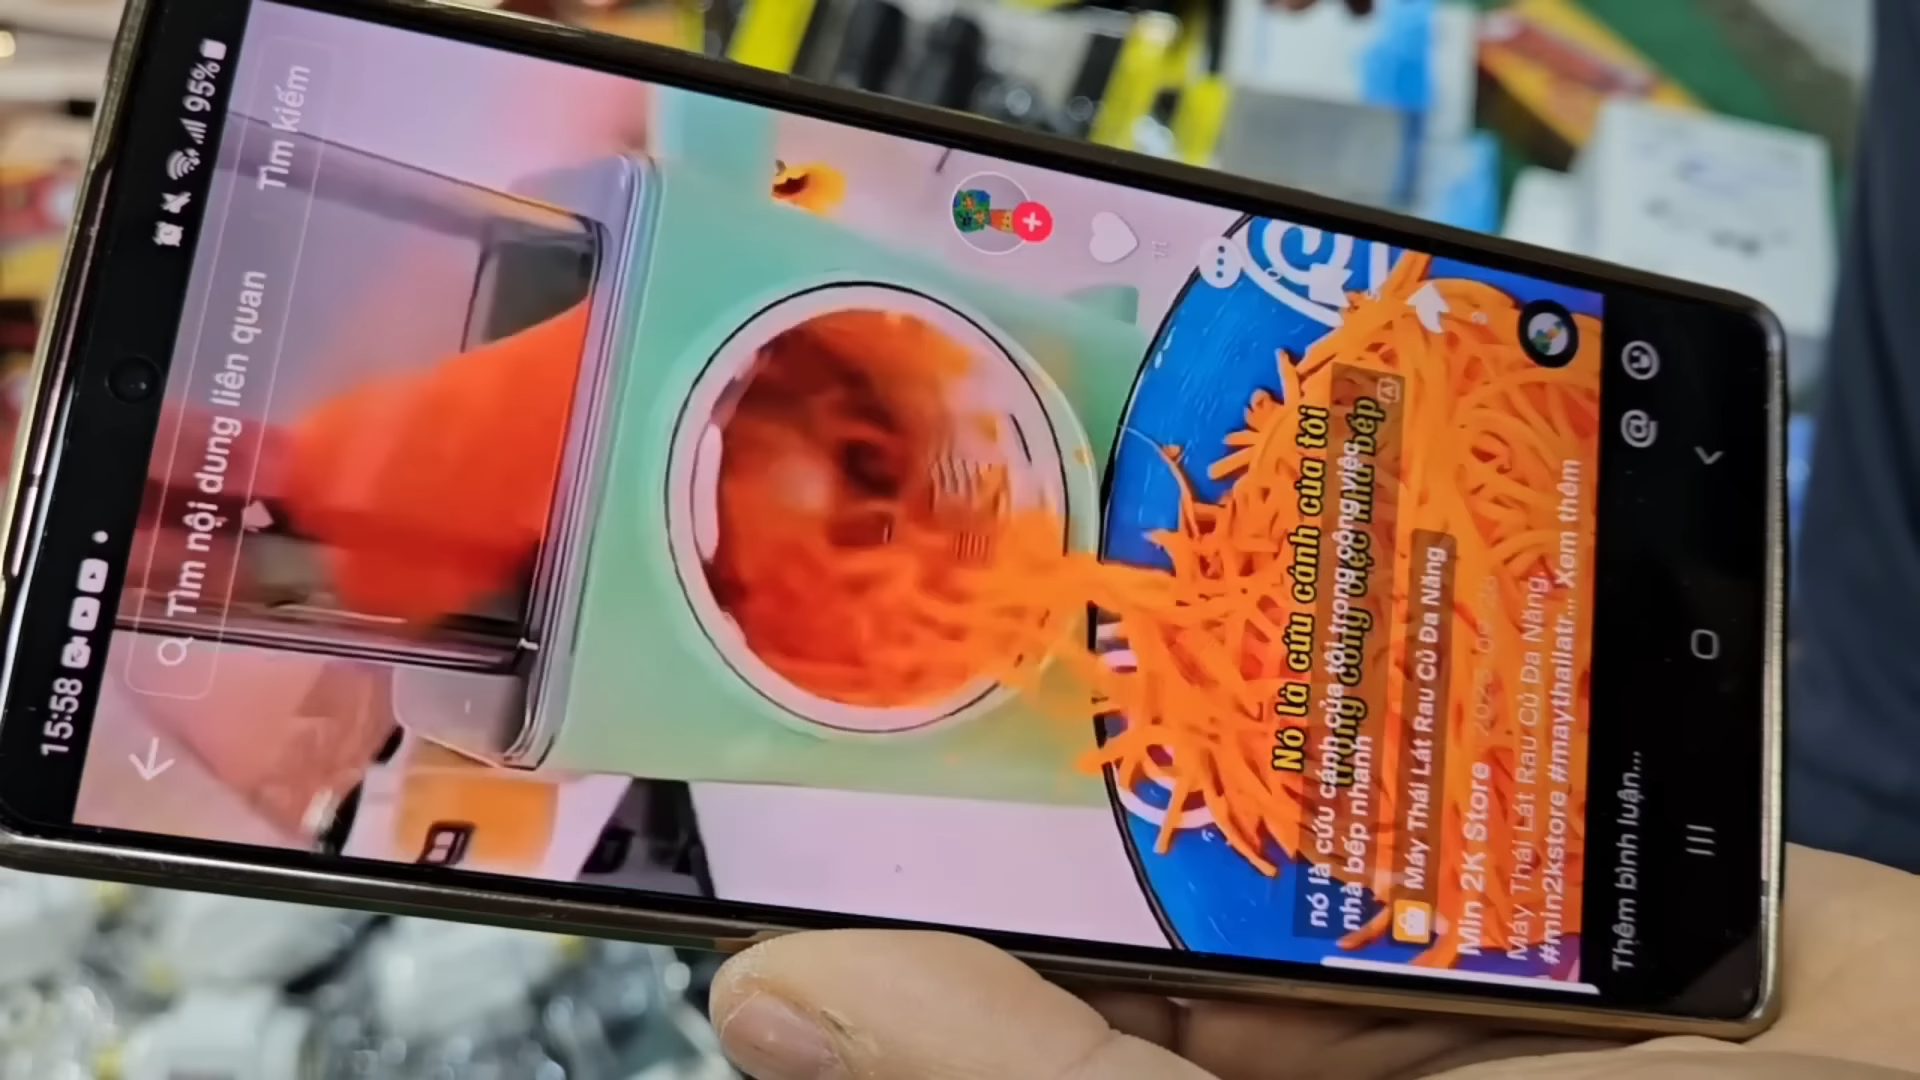 15:58
95%
Tìm nội dung liên quan
Tìm kiếm
11
Nó là cứu cánh của tôi
trong công việc nhà bếp
nó là cứu cánh của tôi trong công việc
nhà bếp nhanh
Máy Thái Lát Rau Củ Đa Năng
Min 2K Store
Máy Thái Lát Rau Củ Đa Năng,
#min2kstore #maythailatr... Xem thêm
Thêm bình luận...
@